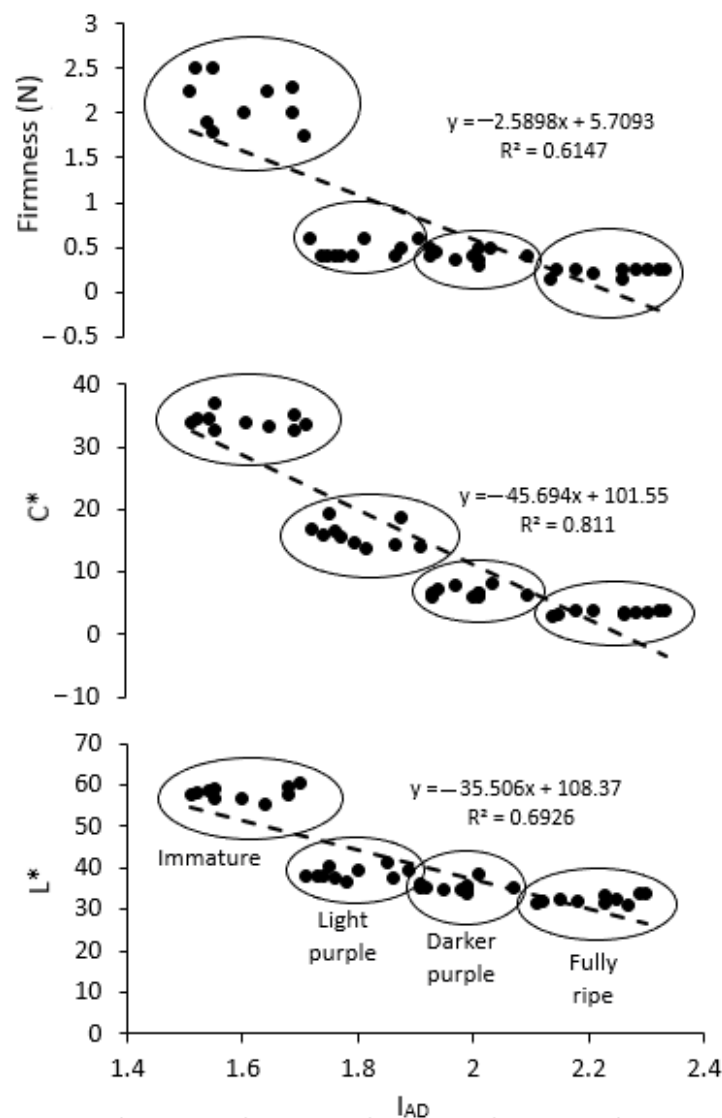 Firmness (N)
3
2.5
2
1.5
1
0.5
0
−0.5
y = −2.5898x + 5.7093
R² = 0.6147
C*
40
30
20
10
0
−10
y =−45.694x + 101.55
R² = 0.811
L*
70
60
50
40
30
20
10
0
y =−35.506x + 108.37
R² = 0.6926
Immature
Light
purple
Darker
purple
Fully
ripe
1.4
1.6
1.8
2
2.2
2.4
IAD